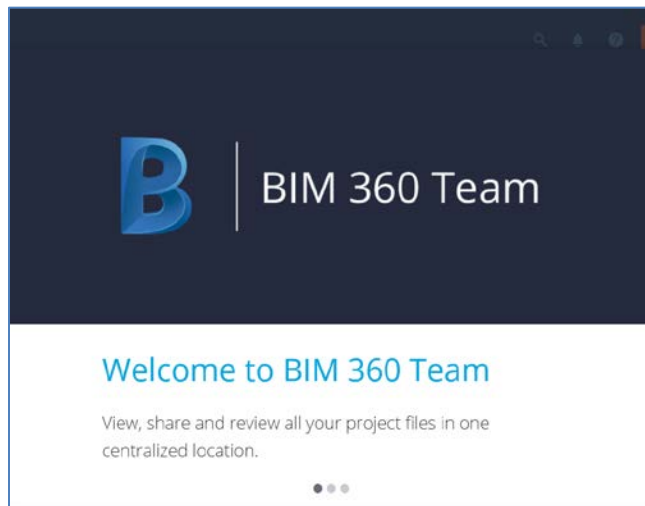 BIM 360 Team
Welcome to BIM 360 Team
View, share and review all your project files in one
centralized location.